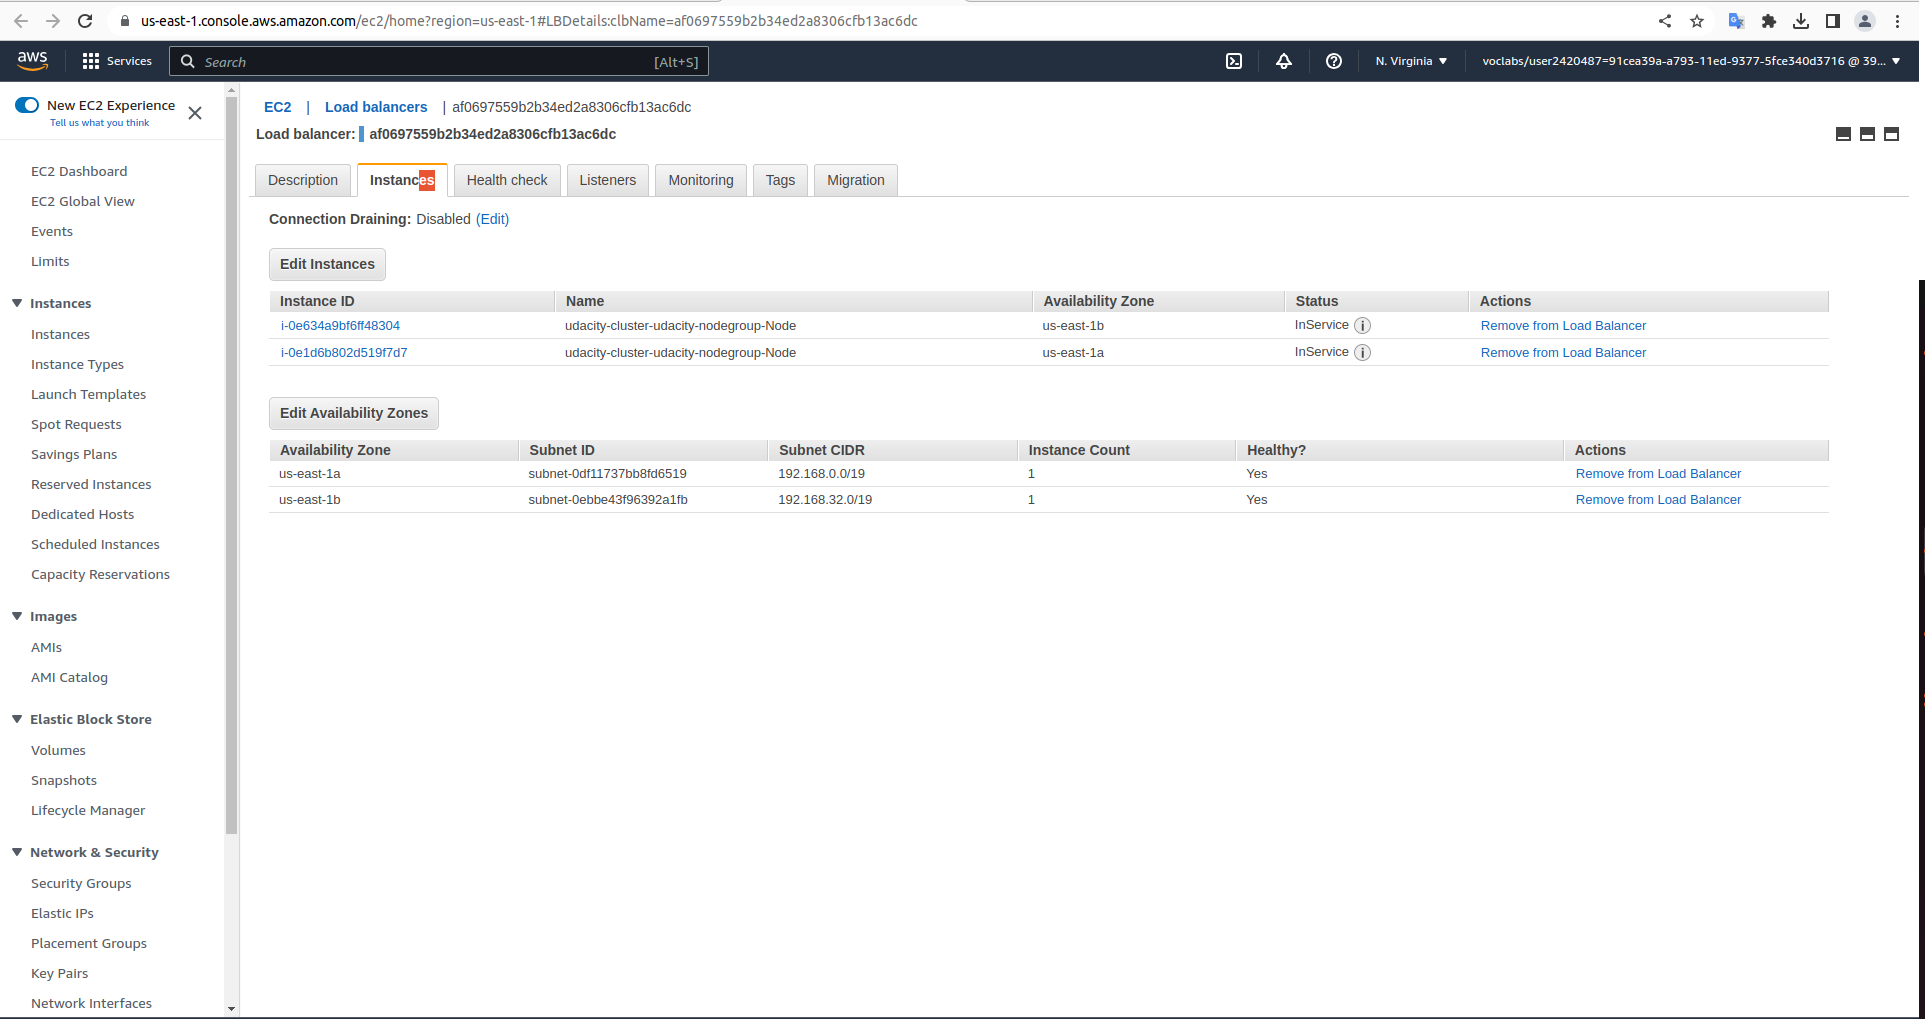 us-east-1.console.aws.amazon.com/ec2/home?region=us-east-1#LBDetails:clbName=af0697559b2b34ed2a8306cfb13ac6dc
aws Services Search [Alt+S] N. Virginia voclabs/user2420487=91cea39a-a793-11ed-9377-5fce340d3716 @ 39...
New EC2 Experience
Tell us what you think
EC2 Dashboard
EC2 Global View
Events
Limits
Instances
Instances
Instance Types
Launch Templates
Spot Requests
Savings Plans
Reserved Instances
Dedicated Hosts
Scheduled Instances
Capacity Reservations
Images
AMIs
AMI Catalog
Elastic Block Store
Volumes
Snapshots
Lifecycle Manager
Network & Security
Security Groups
Elastic IPs
Placement Groups
Key Pairs
Network Interfaces
EC2 | Load balancers | af0697559b2b34ed2a8306cfb13ac6dc
Load balancer: af0697559b2b34ed2a8306cfb13ac6dc
Description Instances Health check Listeners Monitoring Tags Migration
Connection Draining: Disabled (Edit)
Edit Instances
Instance ID Name Availability Zone Status Actions
i-0e634a9bf6ff48304 udacity-cluster-udacity-nodegroup-Node us-east-1b InService i Remove from Load Balancer
i-0e1d6b802d519f7d7 udacity-cluster-udacity-nodegroup-Node us-east-1a InService i Remove from Load Balancer
Edit Availability Zones
Availability Zone Subnet ID Subnet CIDR Instance Count Healthy? Actions
us-east-1a subnet-0df11737bb8fd6519 192.168.0.0/19 1 Yes Remove from Load Balancer
us-east-1b subnet-0ebbe43f96392a1fb 192.168.32.0/19 1 Yes Remove from Load Balancer